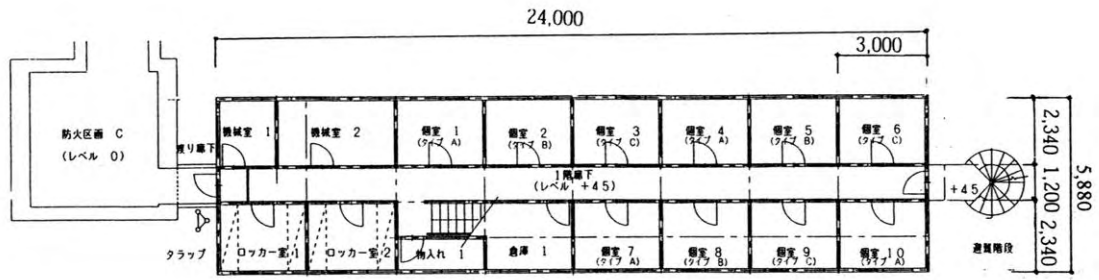 24,000
3,000
防火区画 C
(レベル 0)
渡り廊下
機械室 1
機械室 2
個室 1
(タイプ A)
個室 2
(タイプ B)
個室 3
(タイプ C)
個室 4
(タイプ A)
個室 5
(タイプ B)
個室 6
(タイプ C)
1階廊下
(レベル +45)
+45
2,340
1,200
2,340
5,880
タラップ
ロッカー室 1
ロッカー室 2
物入れ 1
倉庫 1
個室 7
(タイプ A)
個室 8
(タイプ B)
個室 9
(タイプ C)
個室 10
(タイプ A)
避難階段